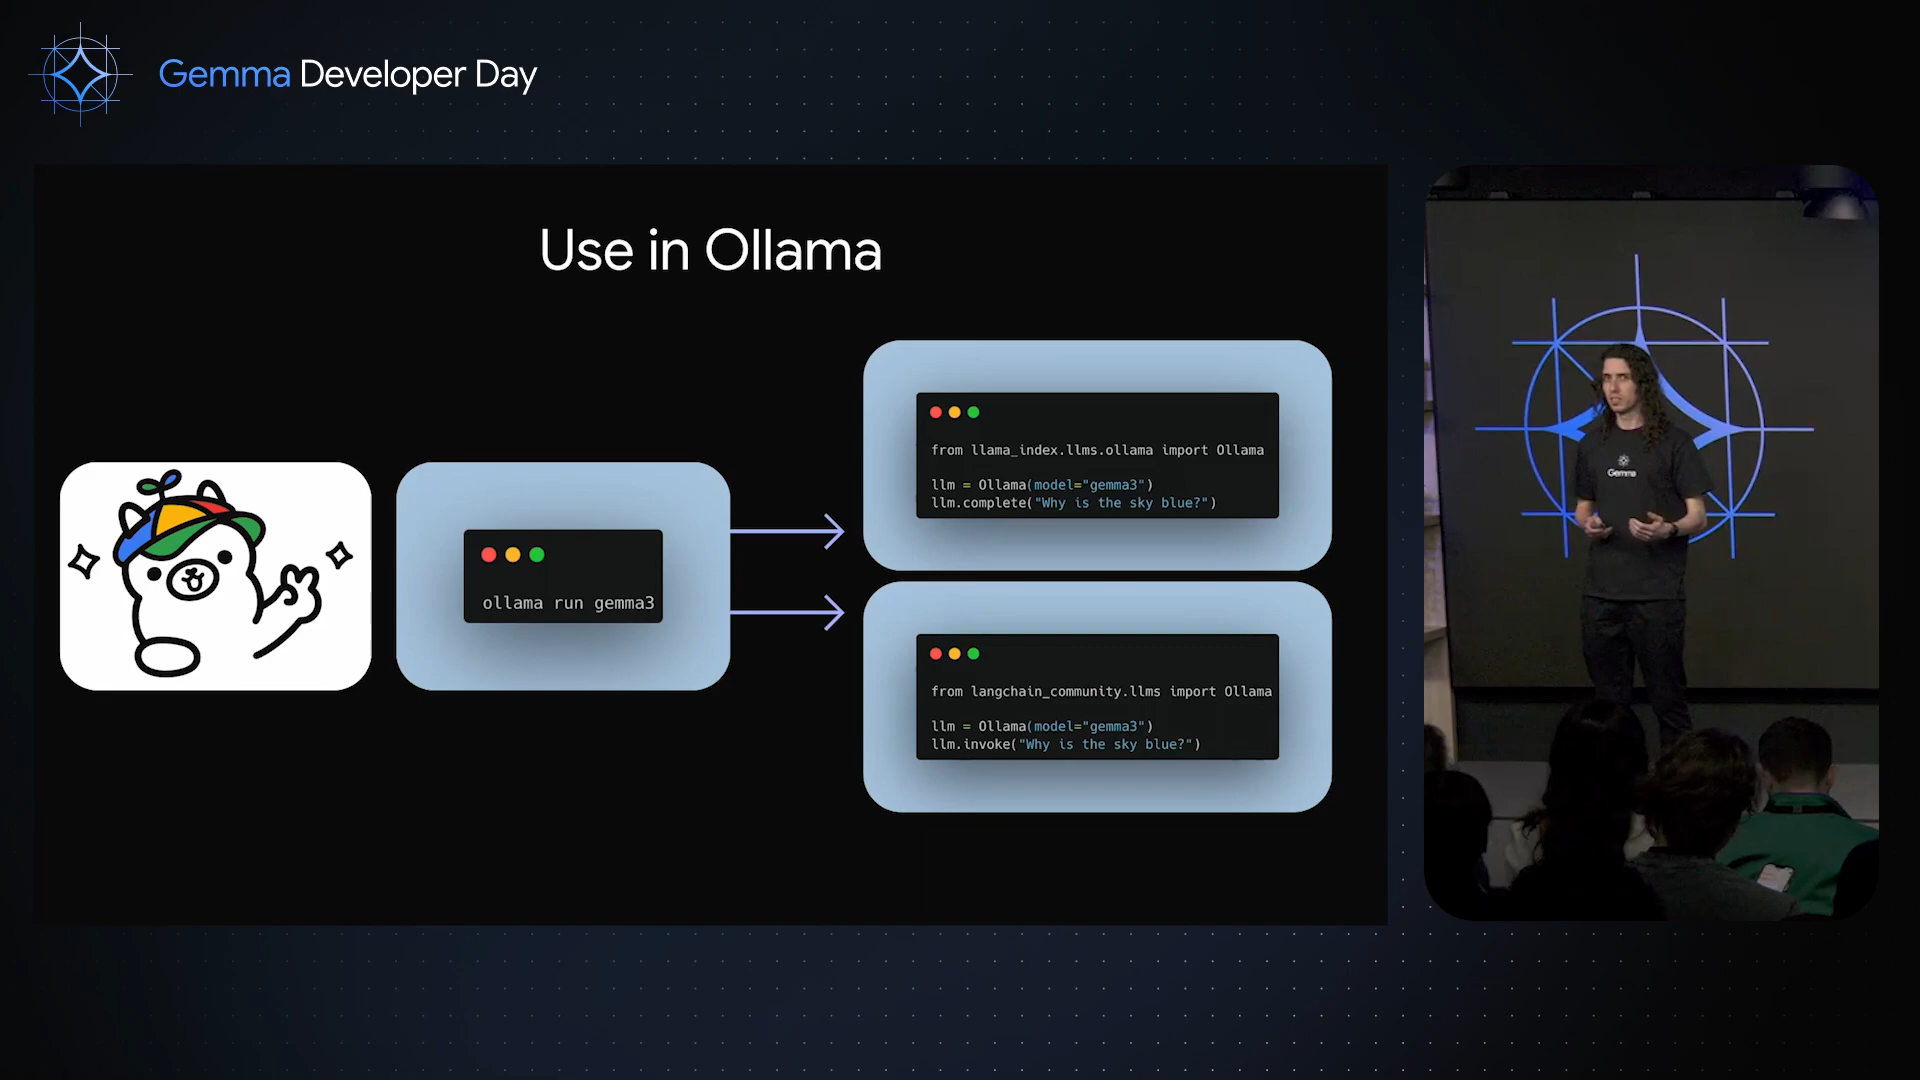 Gemma Developer Day
Use in Ollama
ollama run gemma3
from llama_index.llms.ollama import Ollama
llm = Ollama(model="gemma3")
llm.complete("Why is the sky blue?")
from langchain_community.llms import Ollama
llm = Ollama(model="gemma3")
llm.invoke("Why is the sky blue?")
Gemma